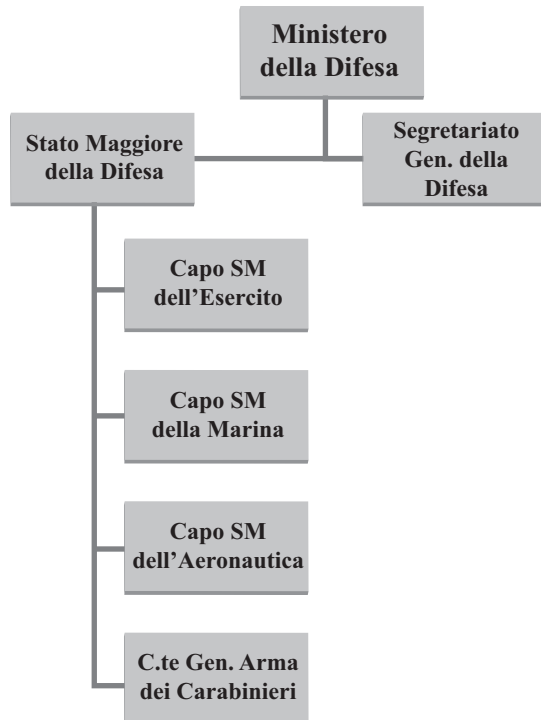 Ministero
della Difesa
Stato Maggiore
della Difesa
Segretariato
Gen. della
Difesa
Capo SM
dell’Esercito
Capo SM
della Marina
Capo SM
dell’Aeronautica
C.te Gen. Arma
dei Carabinieri